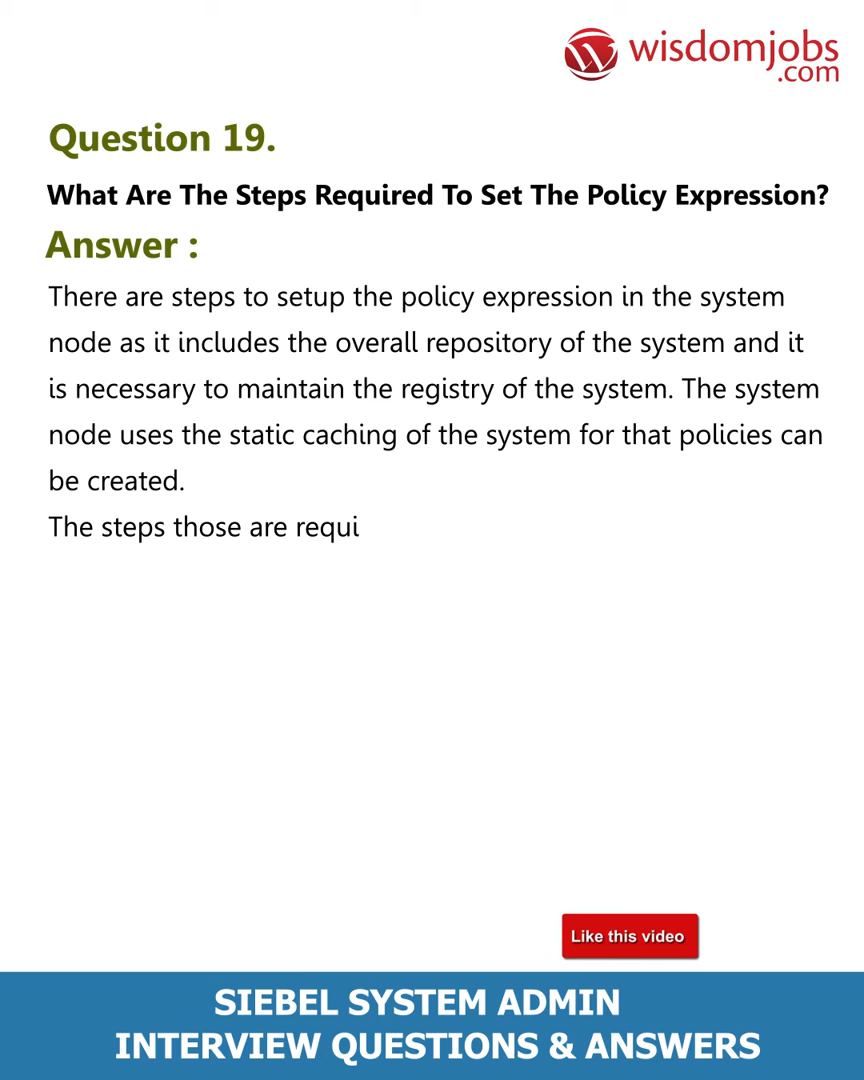 wisdomjobs
.com
Question 19.
What Are The Steps Required To Set The Policy Expression?
Answer :
There are steps to setup the policy expression in the system
node as it includes the overall repository of the system and it
is necessary to maintain the registry of the system. The system
node uses the static caching of the system for that policies can
be created.
The steps those are requi
Like this video
SIEBEL SYSTEM ADMIN
INTERVIEW QUESTIONS & ANSWERS